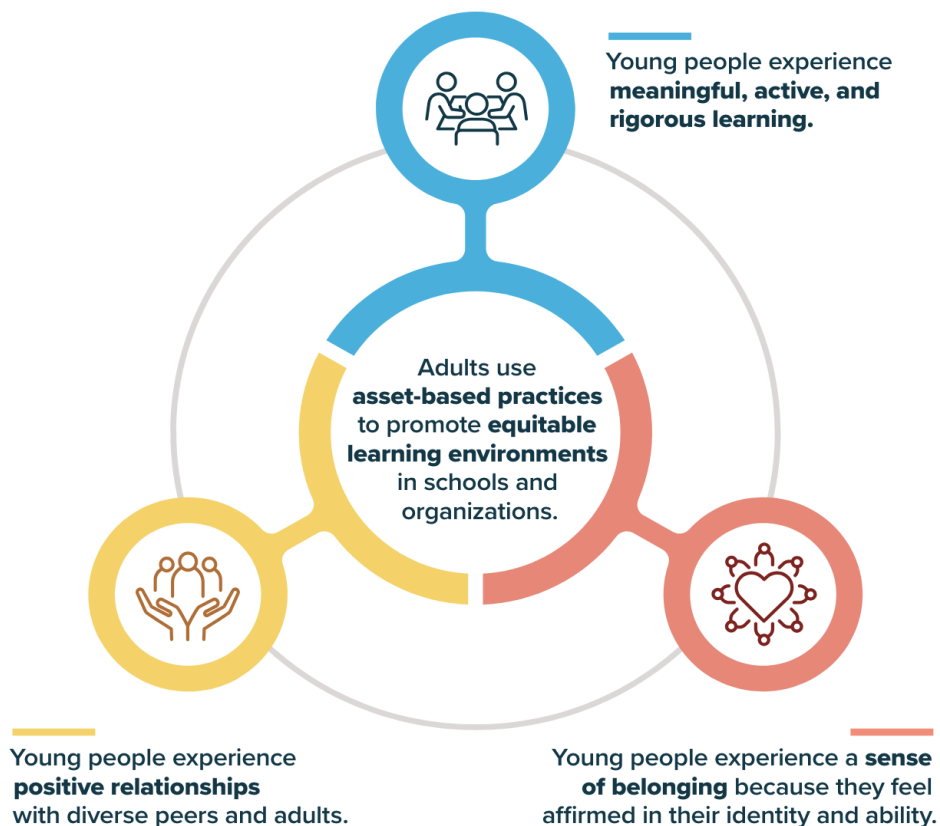 Young people experience
meaningful, active, and
rigorous learning.
Adults use
asset-based practices
to promote equitable
learning environments
in schools and
organizations.
Young people experience
positive relationships
with diverse peers and adults.
Young people experience a sense
of belonging because they feel
affirmed in their identity and ability.